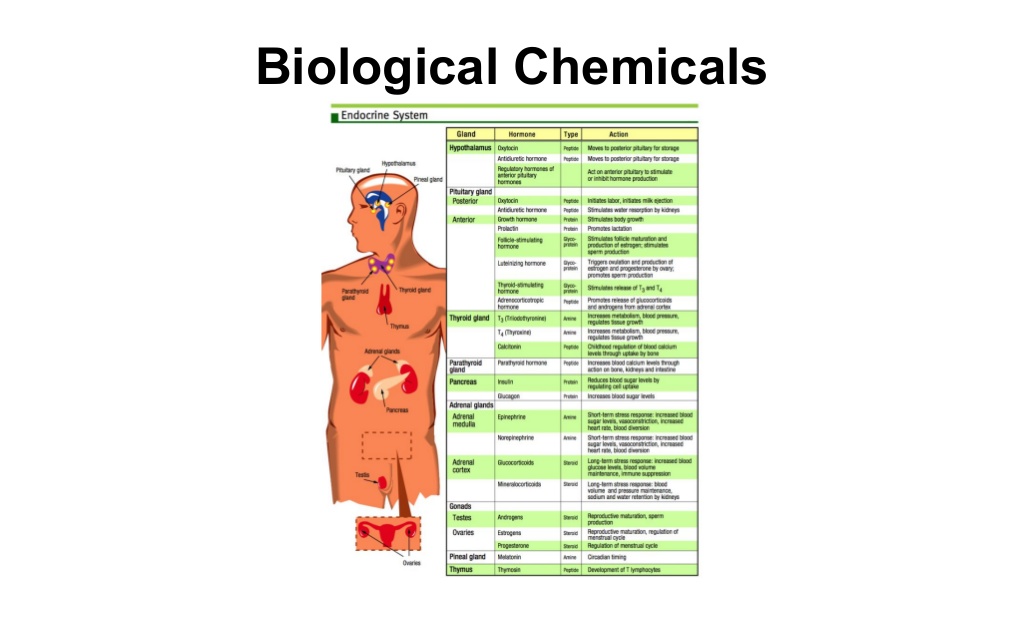 Biological Chemicals
Endocrine System
Hypothalamus
Pituitary gland
Pineal gland
Parathyroid
gland
Thyroid gland
Thymus
Adrenal glands
Pancreas
Testis
Ovaries
Gland Hormone Type Action
Hypothalamus Oxytocin Peptide Moves to posterior pituitary for storage
Antidiuretic hormone Peptide Moves to posterior pituitary for storage
Regulatory hormones of
anterior pituitary
hormones
Act on anterior pituitary to stimulate
or inhibit hormone production
Pituitary gland
Posterior Oxytocin Peptide Initiates labor, initiates milk ejection
Antidiuretic hormone Peptide Stimulates water resorption by kidneys
Anterior Growth hormone Protein Stimulates body growth
Prolactin Protein Promotes lactation
Follicle-stimulating
hormone
Glyco-
protein
Stimulates follicle maturation and
production of estrogen; stimulates
sperm production
Luteinizing hormone
Glyco-
protein
Triggers ovulation and production of
estrogen and progesterone by ovary;
promotes sperm production
Thyroid-stimulating
hormone
Glyco-
protein
Stimulates release of T3 and T4
Adrenocorticotropic
hormone
Peptide
Promotes release of glucocorticoids
and androgens from adrenal cortex
Thyroid gland T3 (Triodothyronine) Amine Increases metabolism, blood pressure,
regulates tissue growth
T4 (Thyroxine) Amine Increases metabolism, blood pressure,
regulates tissue growth
Calcitonin Peptide Childhood regulation of blood calcium
levels through uptake by bone
Parathyroid
gland
Parathyroid hormone Peptide Increases blood calcium levels through
action on bone, kidneys and intestine
Pancreas Insulin Protein Reduces blood sugar levels by
regulating cell uptake
Glucagon Protein Increases blood sugar levels
Adrenal glands
Adrenal
medulla
Epinephrine Amine Short-term stress response: increased blood
sugar levels, vasoconstriction, increased
heart rate, blood diversion
Norepinephrine Amine Short-term stress response: increased blood
sugar levels, vasoconstriction, increased
heart rate, blood diversion
Adrenal
cortex
Glucocorticoids Steroid Long-term stress response: increased blood
glucose levels, blood volume
maintenance, immune suppression
Mineralocorticoids Steroid Long-term stress response: blood
volume and pressure maintenance,
sodium and water retention by kidneys
Gonads
Testes Androgens Steroid Reproductive maturation, sperm
production
Ovaries Estrogens Steroid Reproductive maturation, regulation of
menstrual cycle
Progesterone Steroid Regulation of menstrual cycle
Pineal gland Melatonin Amine Circadian timing
Thymus Thymosin Peptide Development of T lymphocytes